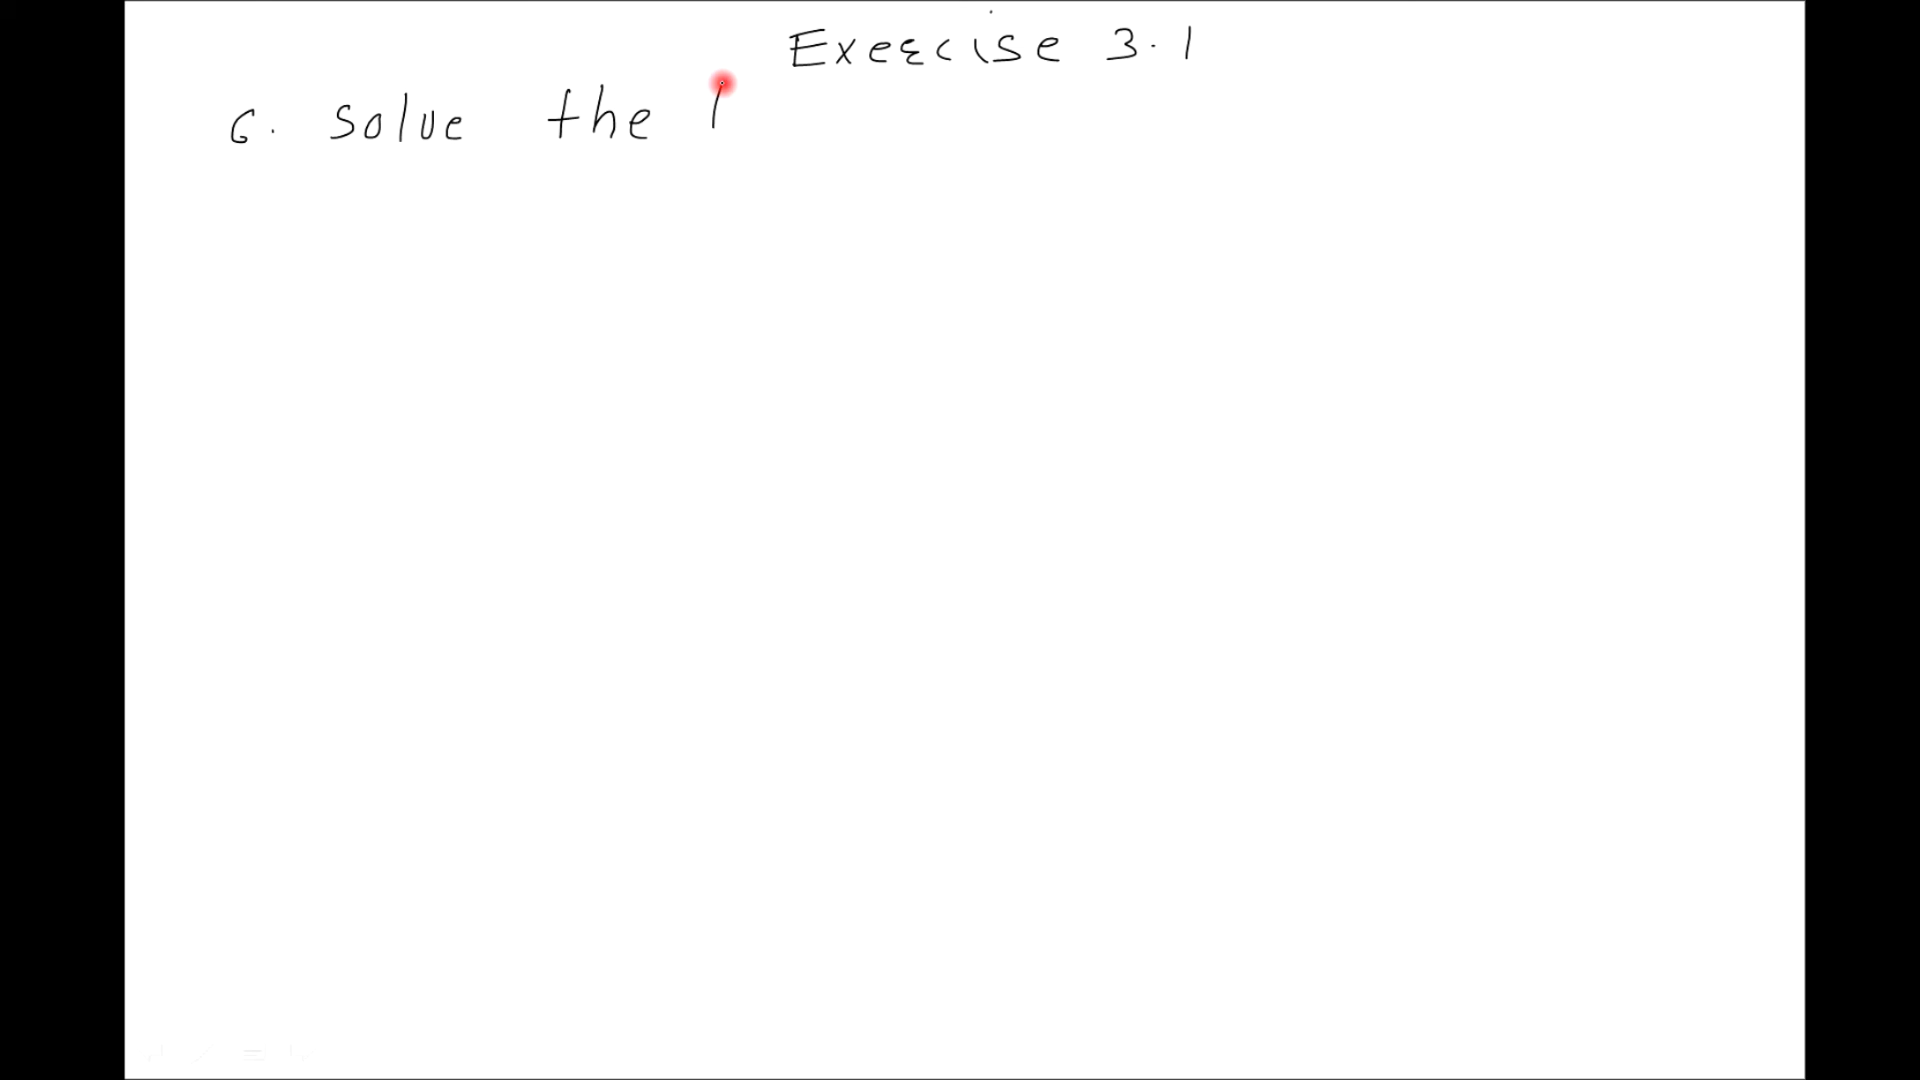 Exercise 3.1
6. solve the